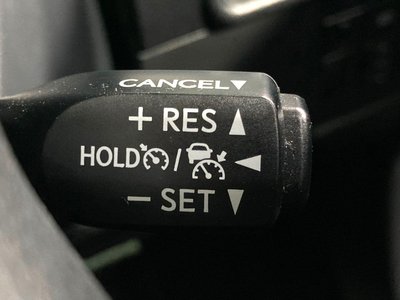 CANCEL▼
+ RES ▲
HOLD / ◀
− SET ▼